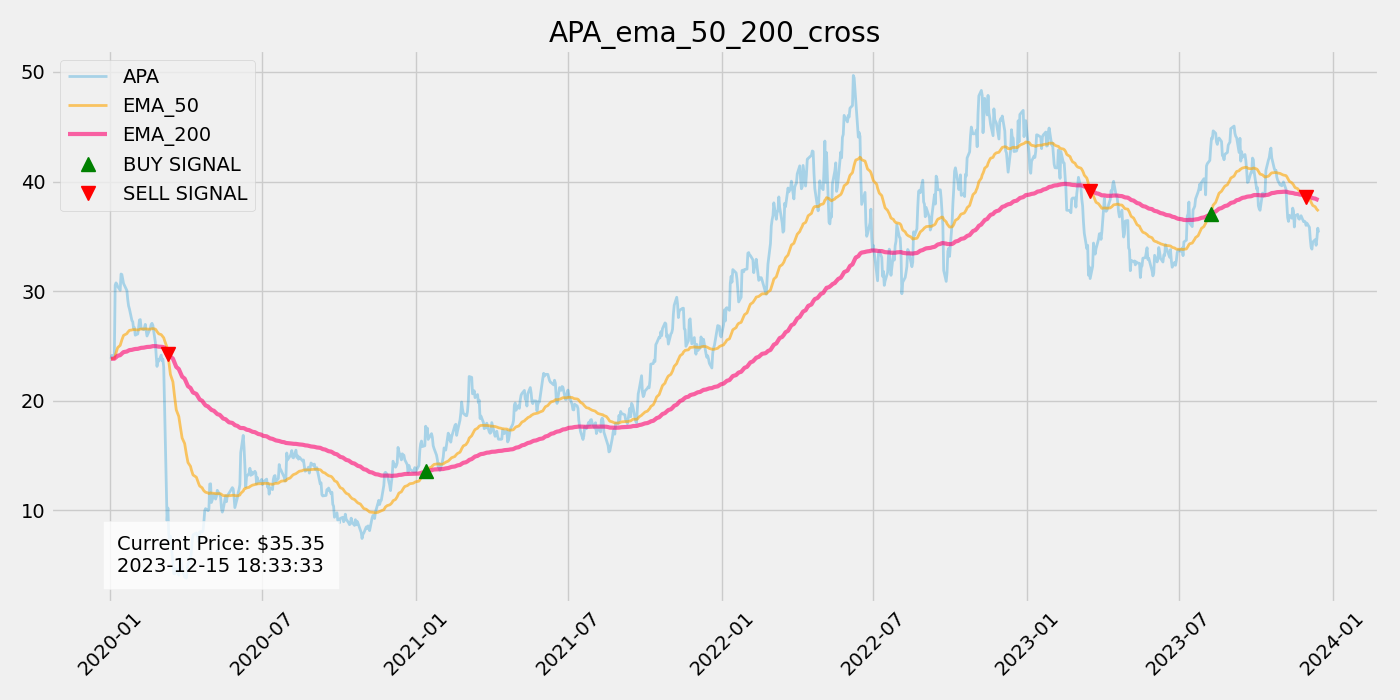 APA_ema_50_200_cross
50
40
30
20
10
APA
EMA_50
EMA_200
BUY SIGNAL
SELL SIGNAL
Current Price: $35.35
2023-12-15 18:33:33
2020-01
2020-07
2021-01
2021-07
2022-01
2022-07
2023-01
2023-07
2024-01